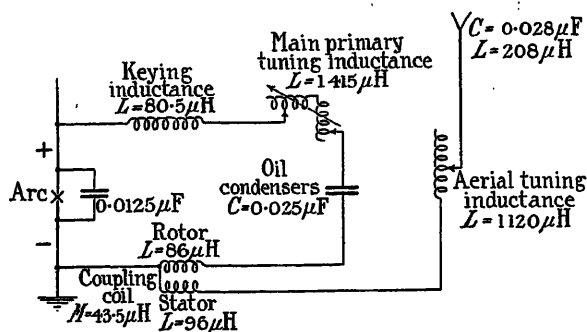 C = 0.028μF
L = 208μH
Main primary
tuning inductance
L = 1415μH
Keying
inductance
L = 80.5μH
+
Arc
0.0125μF
−
Oil
condensers
C = 0.025μF
Aerial tuning
inductance
L = 1120μH
Rotor
L = 86μH
Coupling
coil
M = 43.5μH
Stator
L = 96μH